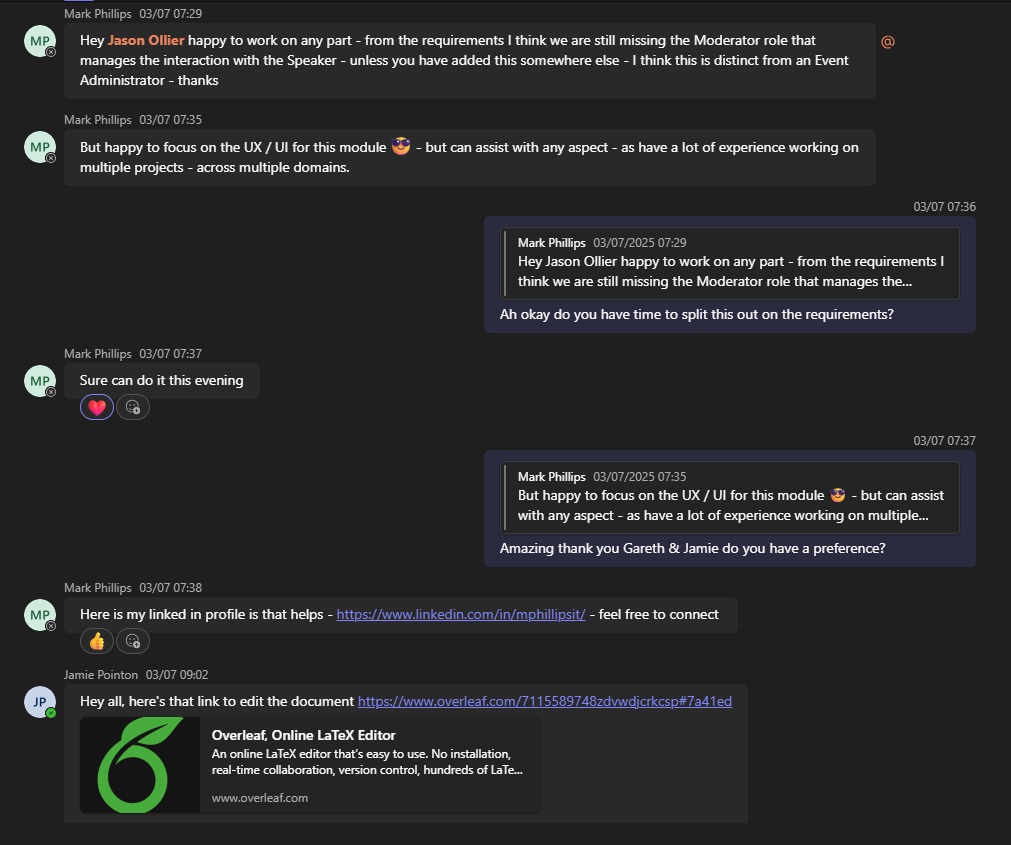 Mark Phillips 03/07 07:29
MP
Hey Jason Ollier happy to work on any part - from the requirements I think we are still missing the Moderator role that
manages the interaction with the Speaker - unless you have added this somewhere else - I think this is distinct from an Event
Administrator - thanks
@
Mark Phillips 03/07 07:35
MP
But happy to focus on the UX / UI for this module 😎 - but can assist with any aspect - as have a lot of experience working on
multiple projects - across multiple domains.
03/07 07:36
Mark Phillips 03/07/2025 07:29
Hey Jason Ollier happy to work on any part - from the requirements I
think we are still missing the Moderator role that manages the...
Ah okay do you have time to split this out on the requirements?
Mark Phillips 03/07 07:37
MP
Sure can do it this evening
03/07 07:37
Mark Phillips 03/07/2025 07:35
But happy to focus on the UX / UI for this module 😎 - but can assist
with any aspect - as have a lot of experience working on multiple...
Amazing thank you Gareth & Jamie do you have a preference?
Mark Phillips 03/07 07:38
MP
Here is my linked in profile is that helps - https://www.linkedin.com/in/mphillipsit/ - feel free to connect
Jamie Pointon 03/07 09:02
JP
Hey all, here's that link to edit the document https://www.overleaf.com/7115589748zdvwdjcrkcsp#7a41ed
Overleaf, Online LaTeX Editor
An online LaTeX editor that's easy to use. No installation,
real-time collaboration, version control, hundreds of LaTe...
www.overleaf.com